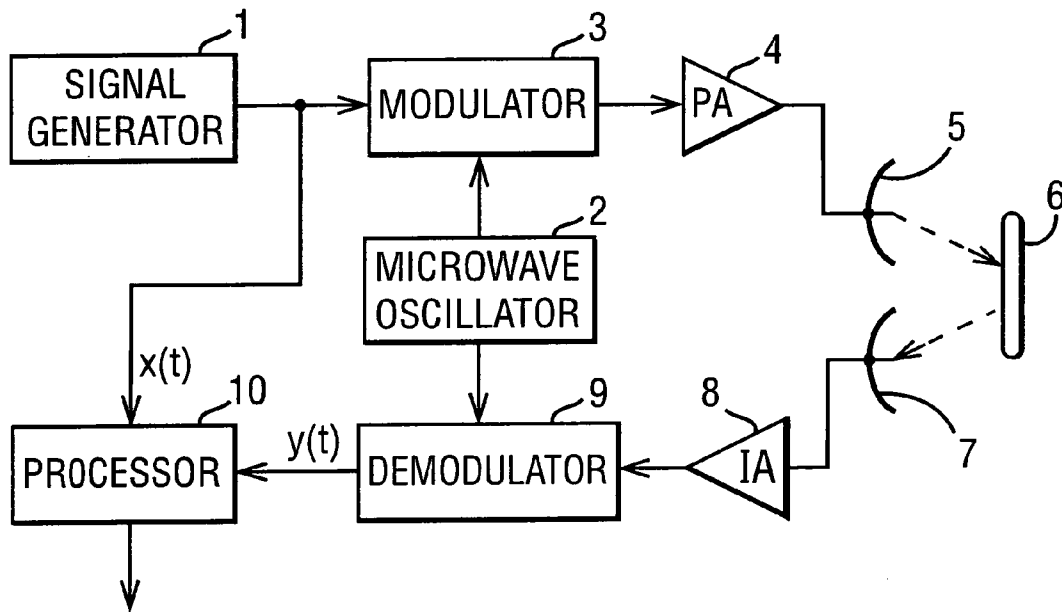 1
SIGNAL
GENERATOR
3
MODULATOR
4
PA
5
6
2
MICROWAVE
OSCILLATOR
x(t)
10
PROCESSOR
y(t)
9
DEMODULATOR
8
IA
7